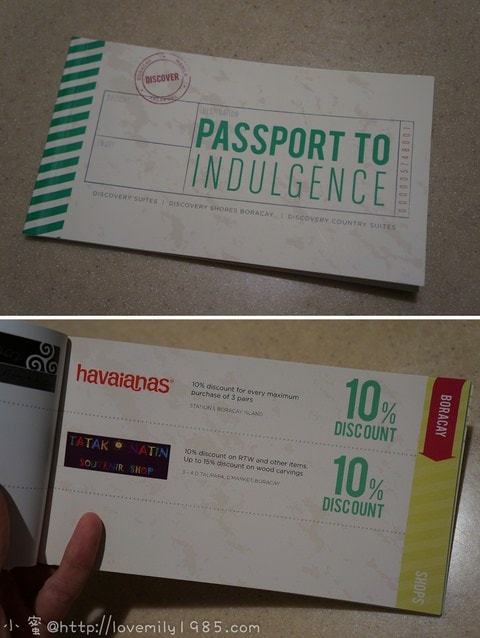 DISCOVER
PASSPORT TO
INDULGENCE
DISCOVERY SUITES | DISCOVERY SHORES BORACAY | DISCOVERY COUNTRY SUITES
havaianas
10% discount for every maximum
purchase of 3 pairs
STATION 1, BORACAY ISLAND
10%
DISCOUNT
TATAK NATIN
SOUVENIR SHOP
10% discount on RTW and other items.
Up to 15% discount on wood carvings
10%
DISCOUNT
BORACAY
SHOPS
小蜜@http://lovemily1985.com/